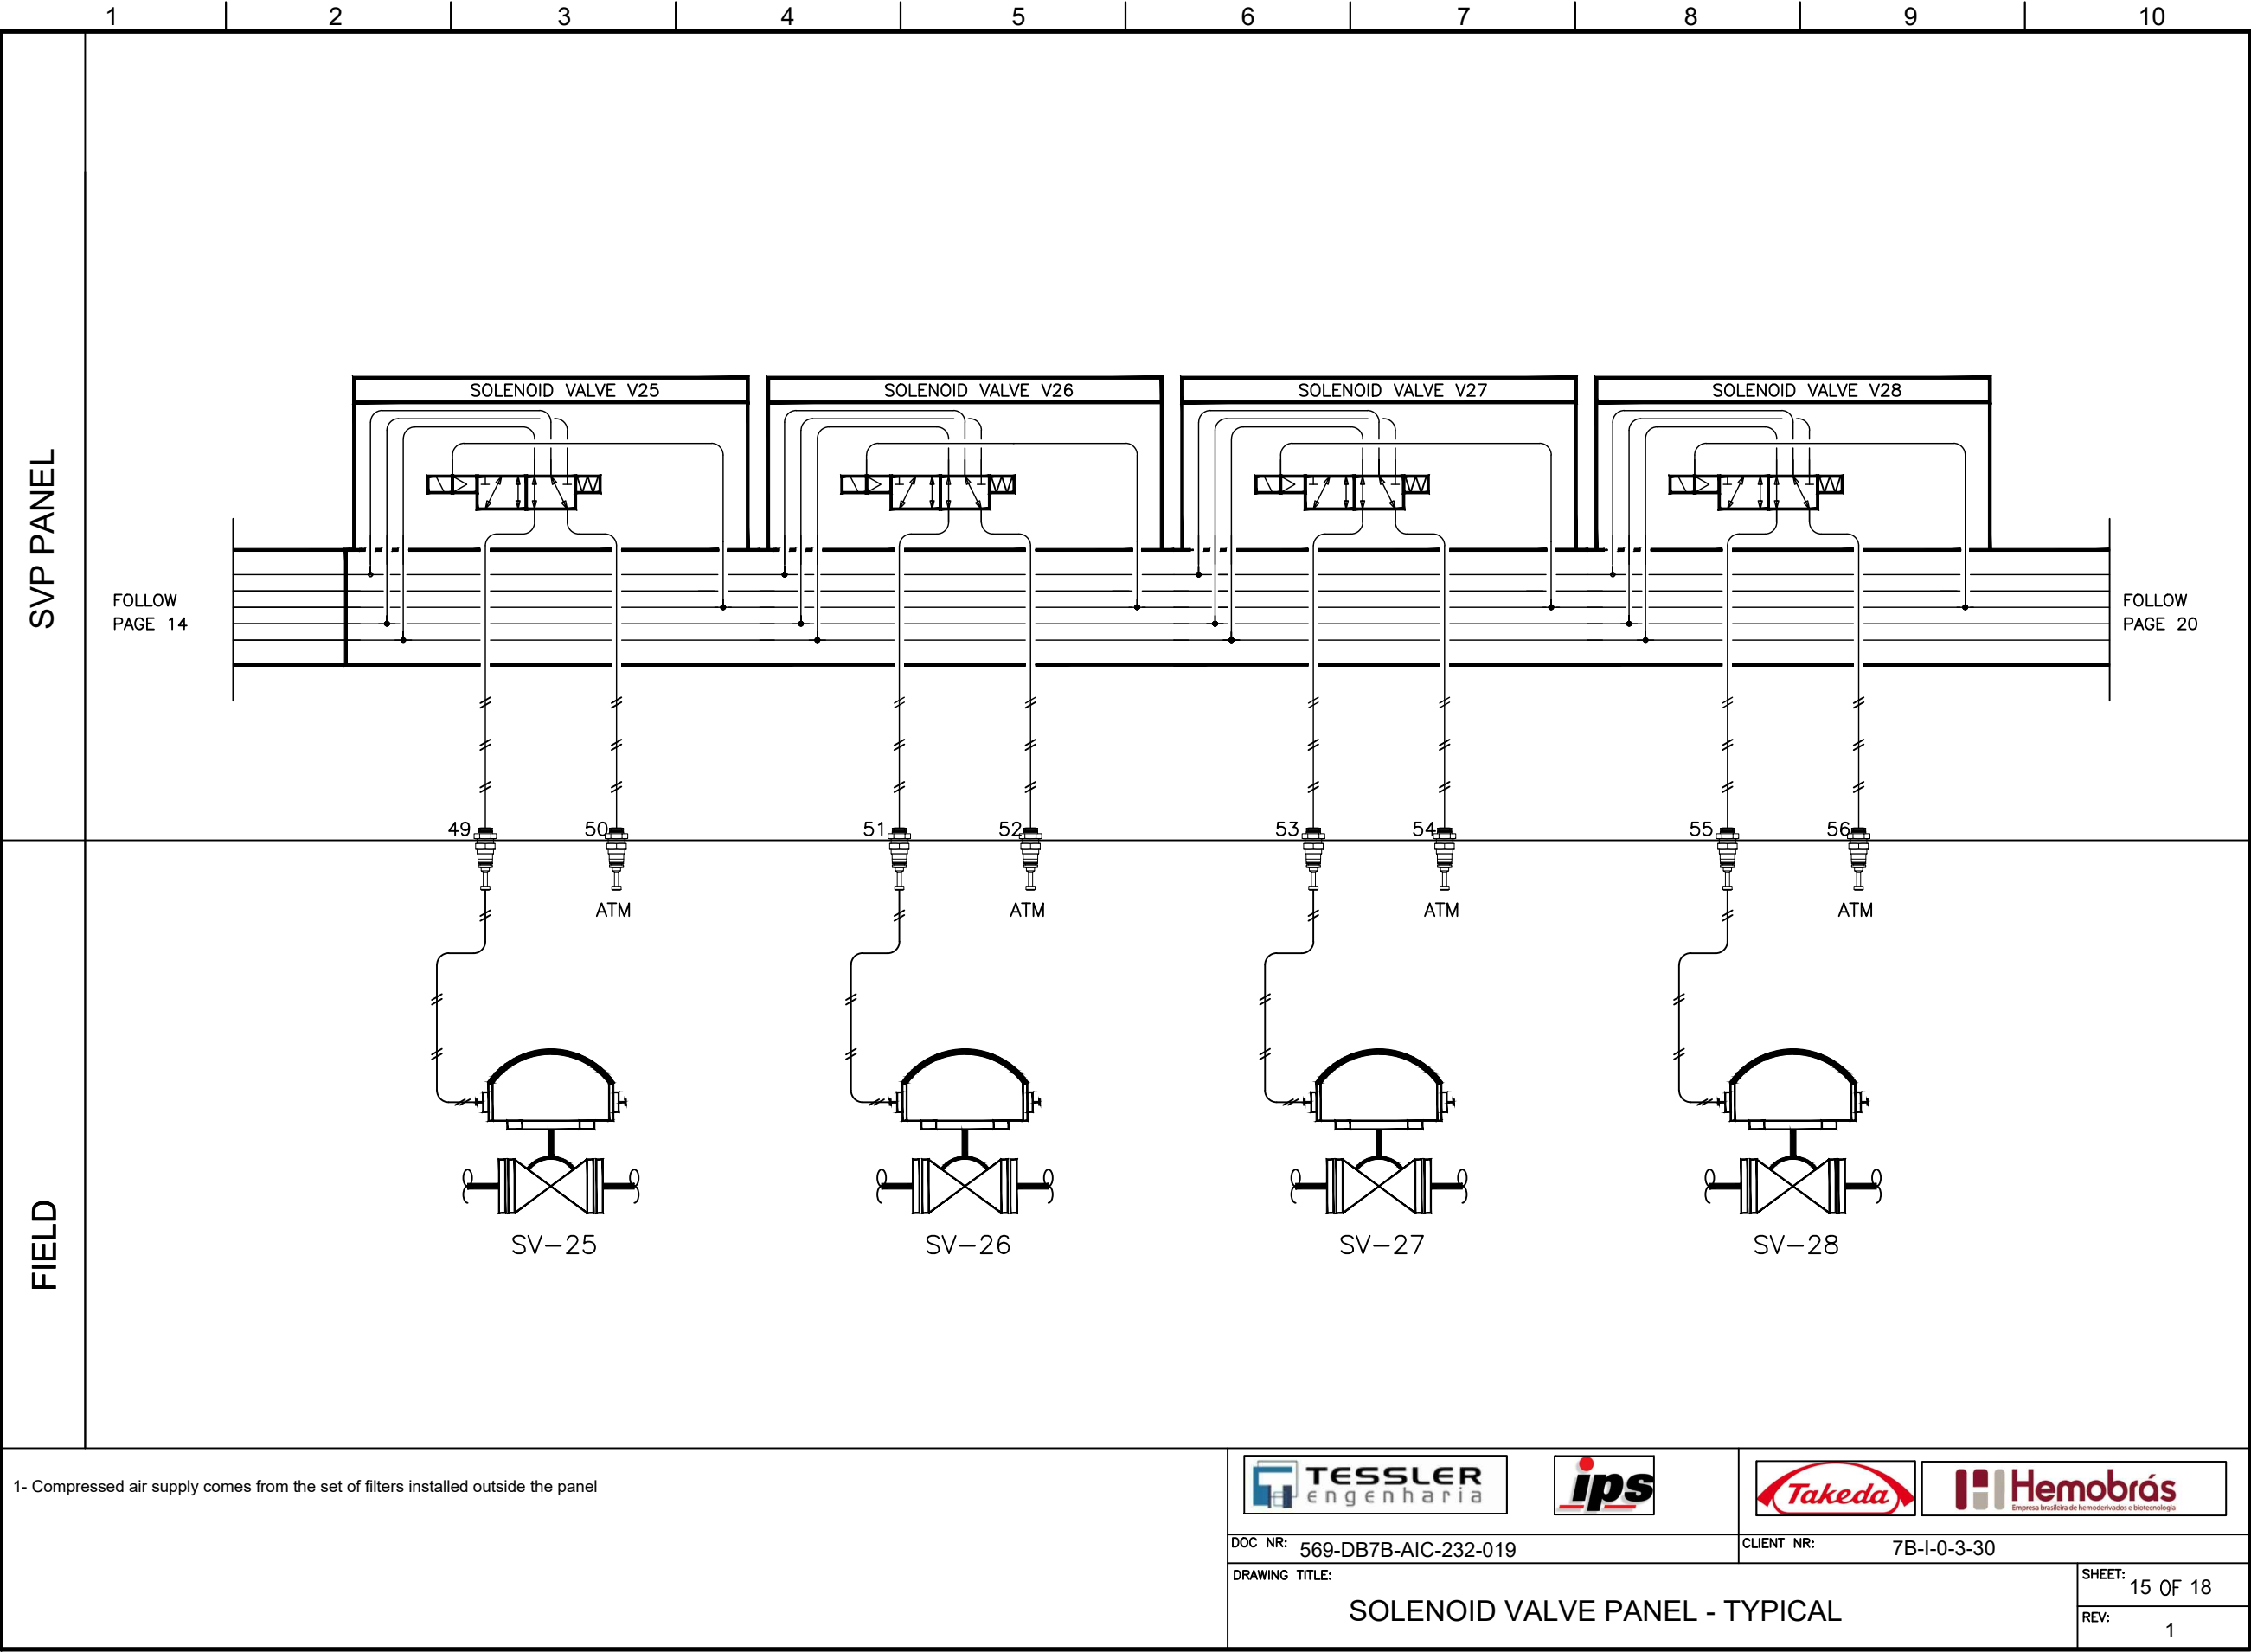 1 2 3 4 5 6 7 8 9 10
SVP PANEL
SOLENOID VALVE V25
SOLENOID VALVE V26
SOLENOID VALVE V27
SOLENOID VALVE V28
FOLLOW
PAGE 14
FOLLOW
PAGE 20
49 50 51 52 53 54 55 56
ATM ATM ATM ATM
FIELD
SV-25 SV-26 SV-27 SV-28
1- Compressed air supply comes from the set of filters installed outside the panel
TESSLER
engenharia
ips
Takeda
Hemobrás
Empresa brasileira de hemoderivados e biotecnologia
DOC NR: 569-DB7B-AIC-232-019
CLIENT NR: 7B-I-0-3-30
DRAWING TITLE:
SOLENOID VALVE PANEL - TYPICAL
SHEET: 15 OF 18
REV: 1